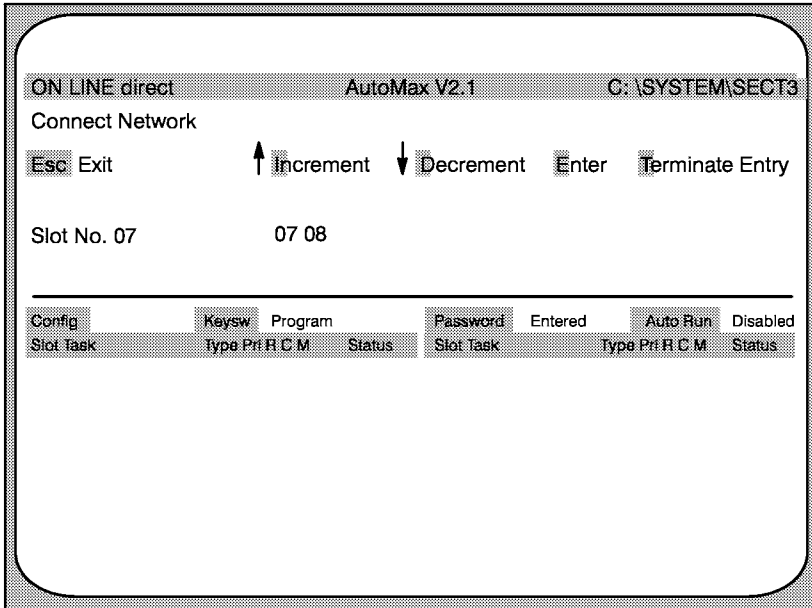 ON LINE direct AutoMax V2.1 C: \SYSTEM\SECT3
Connect Network
Esc Exit Increment Decrement Enter Terminate Entry
Slot No. 07 07 08
Config Keysw Program Password Entered Auto Run Disabled
Slot Task Type Pri R C M Status Slot Task Type Pri R C M Status